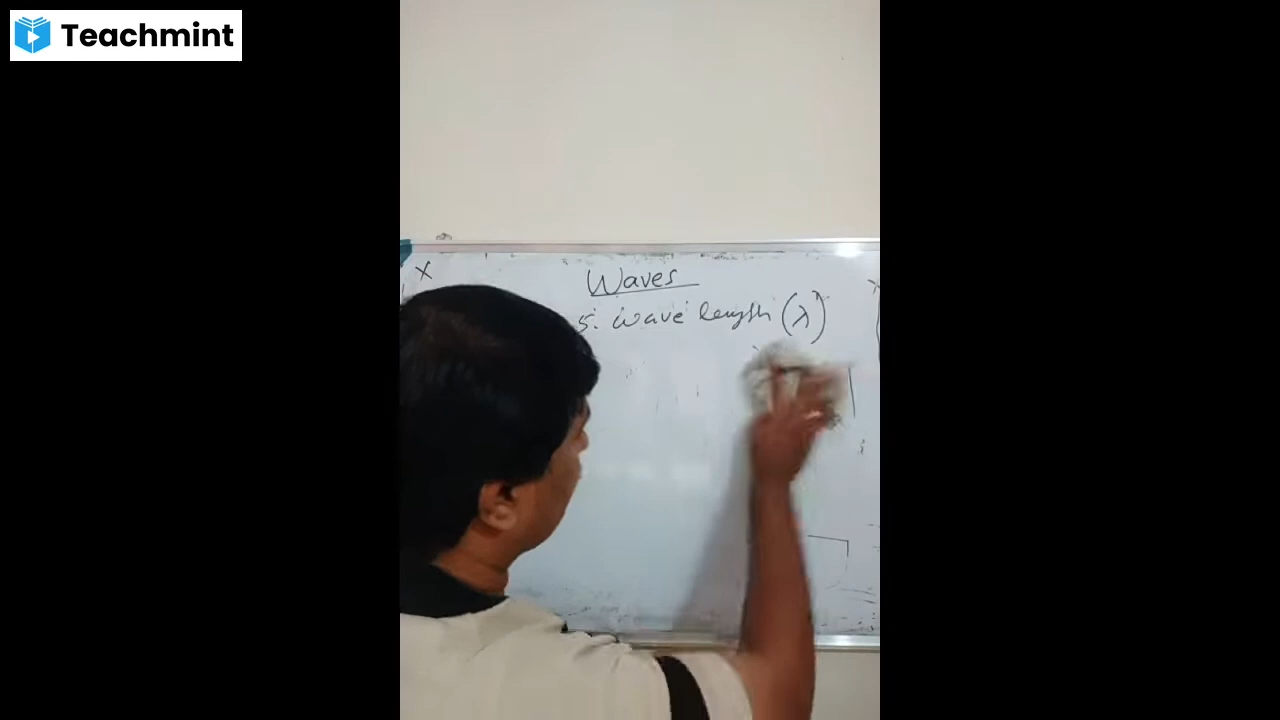 Teachmint
X
Waves
5. wave length (λ)